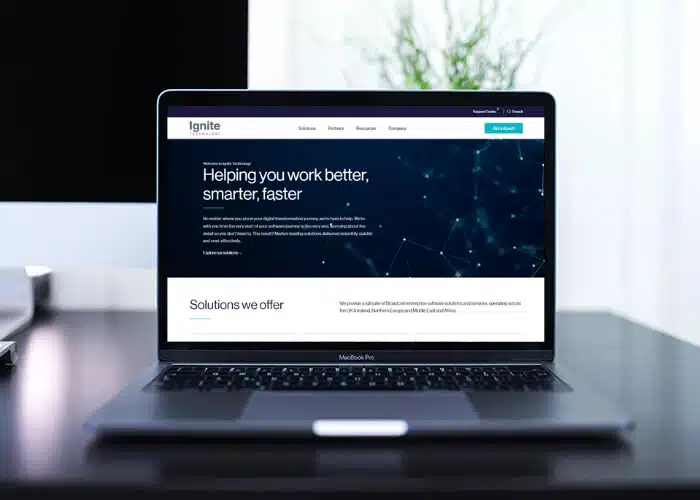 Support Center
Search
Ignite
TECHNOLOGY
Solutions
Partners
Resources
Company
Get in touch
Welcome to Ignite Technology
Helping you work better,
smarter, faster
No matter where you are in your digital transformation journey, we're here to help. We're
with you from the very start of your software journey to the very end,
about the
detail so you don't have to. The result? Market-leading solutions delivered smoothly, quickly
and cost-effectively.
Explore our solutions
Solutions we offer
We provide a full suite of Broadcom enterprise software solutions and services, operating across
the UK & Ireland, Northern Europe and Middle East and Africa.
MacBook Pro